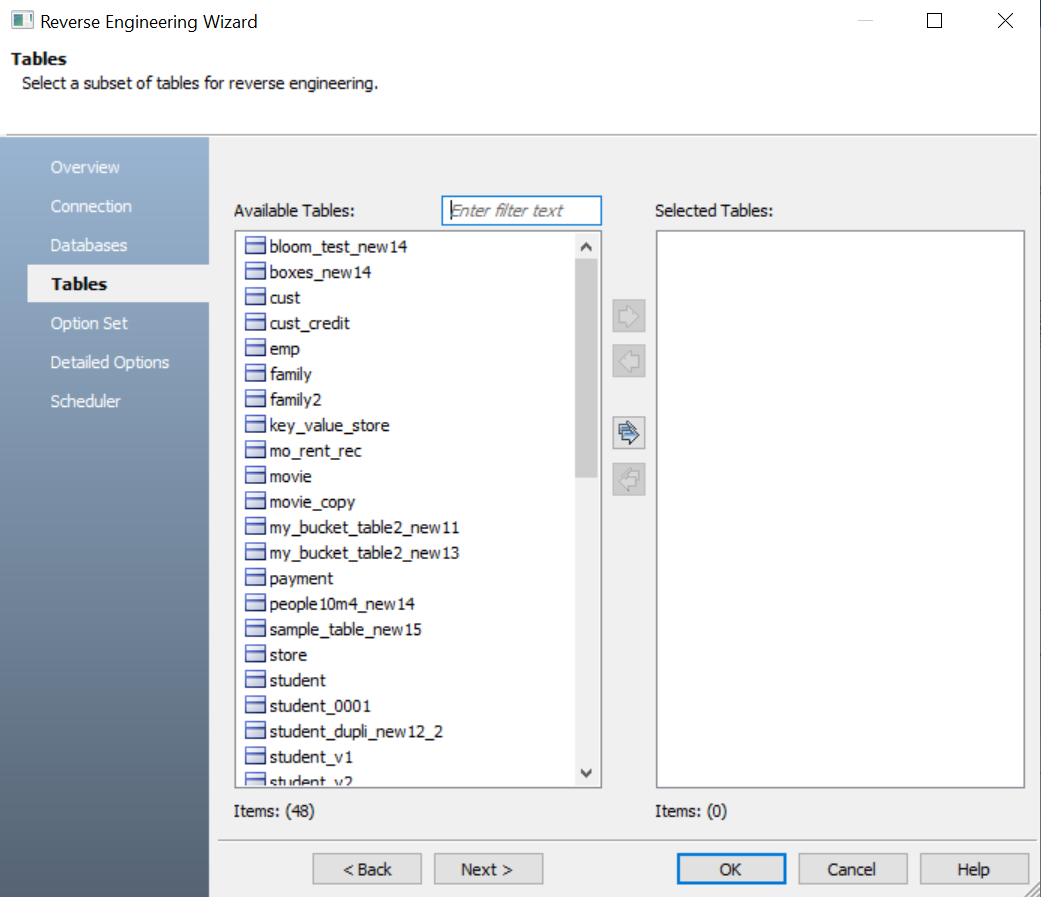 Reverse Engineering Wizard
Tables
Select a subset of tables for reverse engineering.
Overview
Connection
Databases
Tables
Option Set
Detailed Options
Scheduler
Available Tables:
Enter filter text
bloom_test_new14
boxes_new14
cust
cust_credit
emp
family
family2
key_value_store
mo_rent_rec
movie
movie_copy
my_bucket_table2_new11
my_bucket_table2_new13
payment
people10m4_new14
sample_table_new15
store
student
student_0001
student_dupli_new12_2
student_v1
student_v2
Items: (48)
Selected Tables:
Items: (0)
< Back
Next >
OK
Cancel
Help